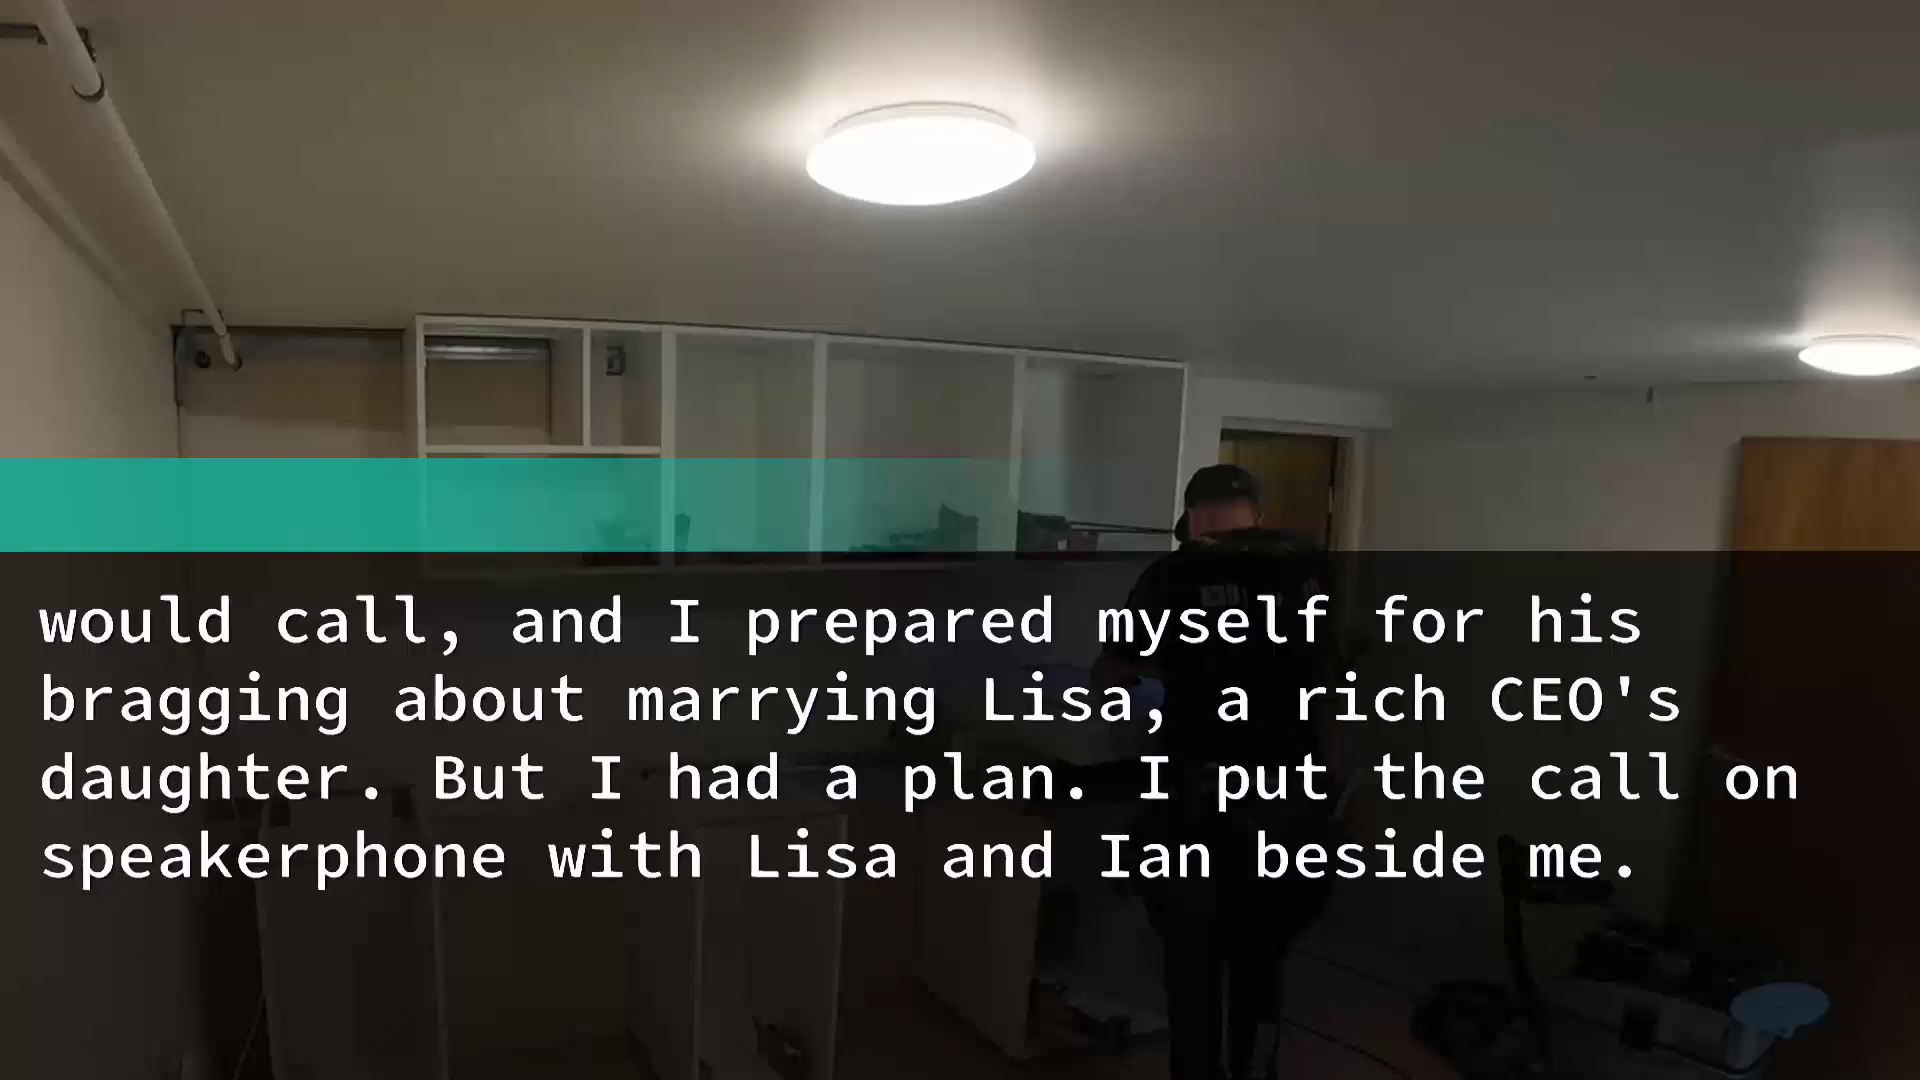 would call, and I prepared myself for his
bragging about marrying Lisa, a rich CEO's
daughter. But I had a plan. I put the call on
speakerphone with Lisa and Ian beside me.